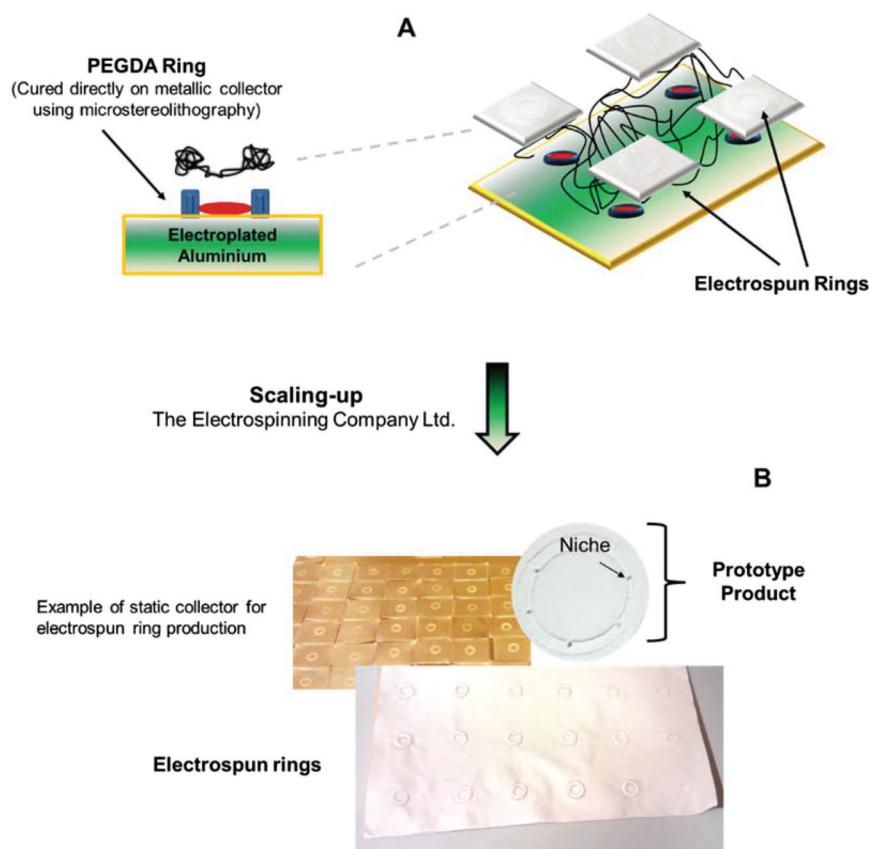 A
PEGDA Ring
(Cured directly on metallic collector
using microstereolithography)
Electroplated
Aluminium
Electrospun Rings
Scaling-up
The Electrospinning Company Ltd.
B
Niche
Prototype
Product
Example of static collector for
electrospun ring production
Electrospun rings